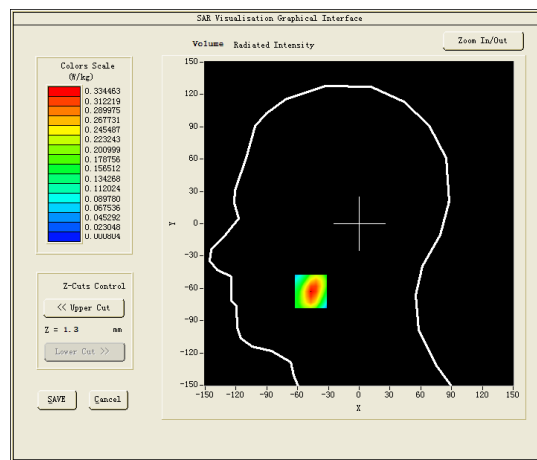 SAR Visualisation Graphical Interface
Volume Radiated Intensity
Zoom In/Out
Colors Scale
(W/kg)
0.334463
0.312219
0.289975
0.267731
0.245487
0.223243
0.200999
0.178756
0.156512
0.134268
0.112024
0.089780
0.067536
0.045292
0.023048
0.000804
Z-Cuts Control
<< Upper Cut
Z = 1.3 mm
Lower Cut >>
SAVE
Cancel
150
120
90
60
30
0
-30
-60
-90
-120
-150
Y
-150 -120 -90 -60 -30 0 30 60 90 120 150
X